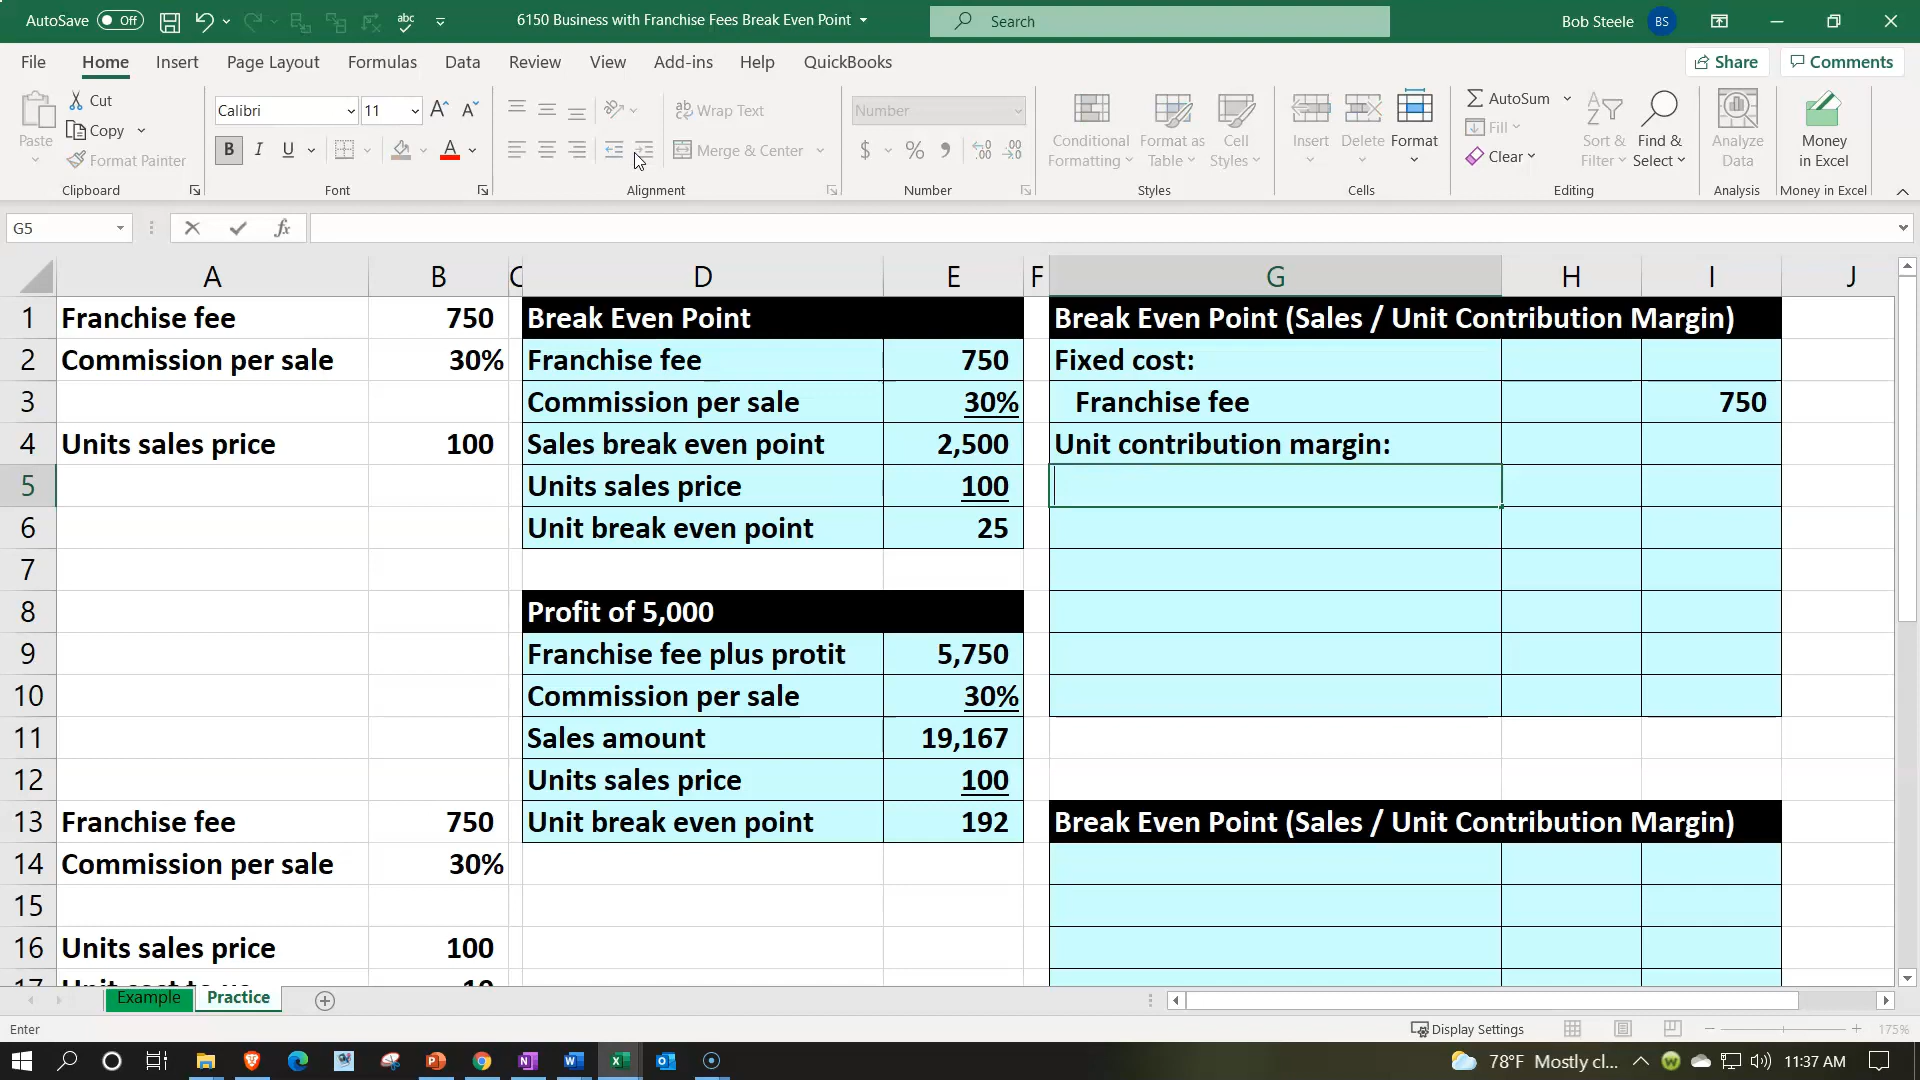 AutoSave Off abc 6150 Business with Franchise Fees Break Even Point Search Bob Steele BS
File Home Insert Page Layout Formulas Data Review View Add-ins Help QuickBooks Share Comments
Paste Cut Copy Format Painter Clipboard
Calibri 11 B I U A Font
Wrap Text Merge & Center Alignment
Number $ % Number
Conditional Formatting Format as Table Cell Styles Styles
Insert Delete Format Cells
AutoSum Fill Clear Sort & Filter Find & Select Editing
Analyze Data Analysis
Money in Excel Money in Excel
G5 fx
A B C D E F G H I J
1 Franchise fee 750 Break Even Point Break Even Point (Sales / Unit Contribution Margin)
2 Commission per sale 30% Franchise fee 750 Fixed cost:
3 Commission per sale 30% Franchise fee 750
4 Units sales price 100 Sales break even point 2,500 Unit contribution margin:
5 Units sales price 100
6 Unit break even point 25
7
8 Profit of 5,000
9 Franchise fee plus protit 5,750
10 Commission per sale 30%
11 Sales amount 19,167
12 Units sales price 100
13 Franchise fee 750 Unit break even point 192 Break Even Point (Sales / Unit Contribution Margin)
14 Commission per sale 30%
15
16 Units sales price 100
Example Practice
Enter Display Settings 175%
78°F Mostly cl... 11:37 AM